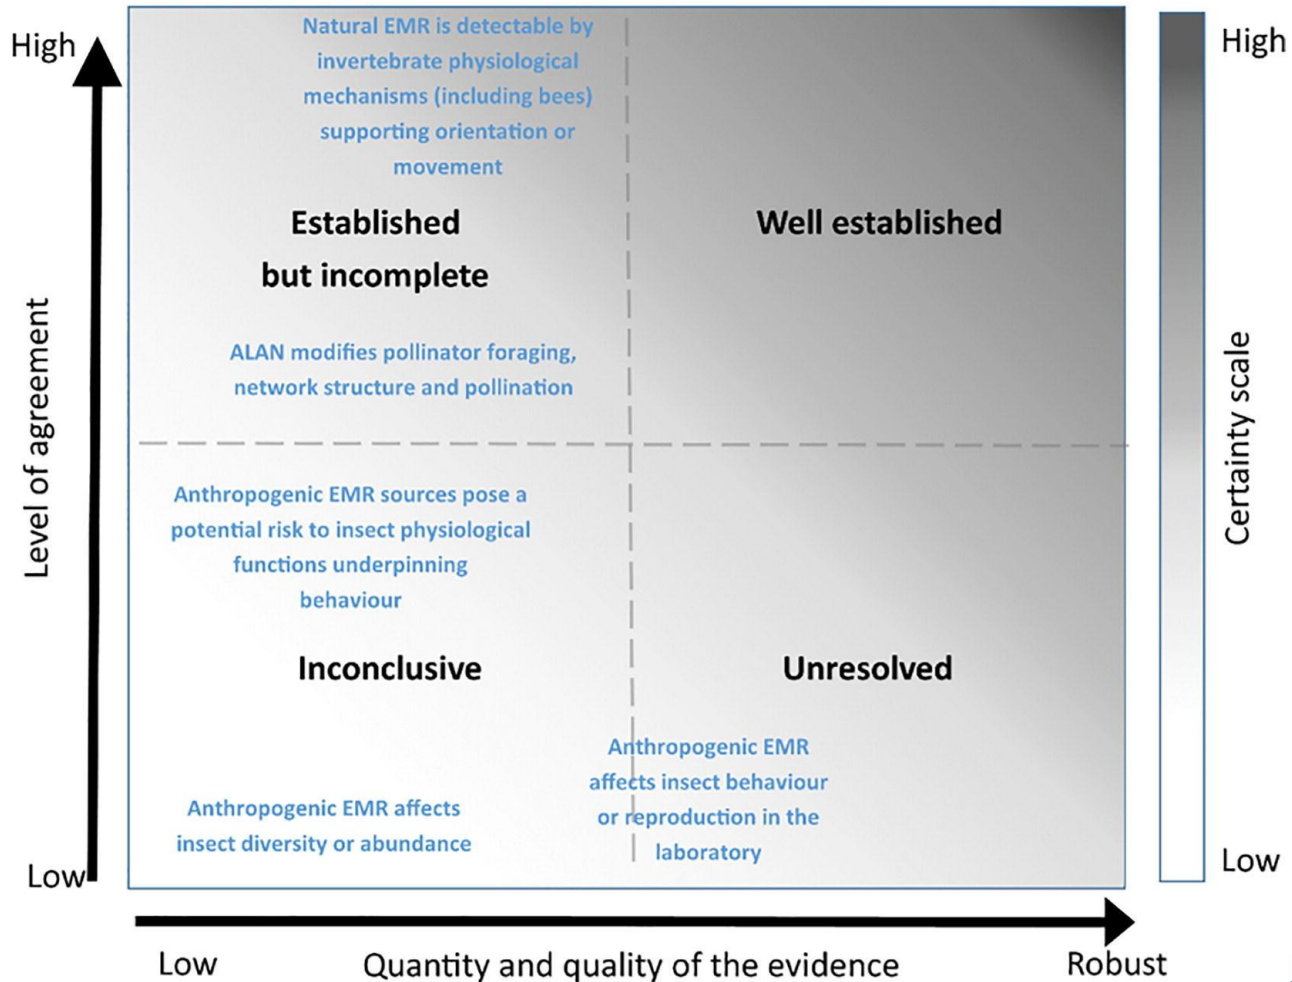 High
Natural EMR is detectable by
invertebrate physiological
mechanisms (including bees)
supporting orientation or
movement
Established
but incomplete
Well established
ALAN modifies pollinator foraging,
network structure and pollination
Level of agreement
Anthropogenic EMR sources pose a
potential risk to insect physiological
functions underpinning
behaviour
Inconclusive
Unresolved
Anthropogenic EMR
affects insect behaviour
or reproduction in the
laboratory
Anthropogenic EMR affects
insect diversity or abundance
Low
Low
Quantity and quality of the evidence
Robust
High
Certainty scale
Low